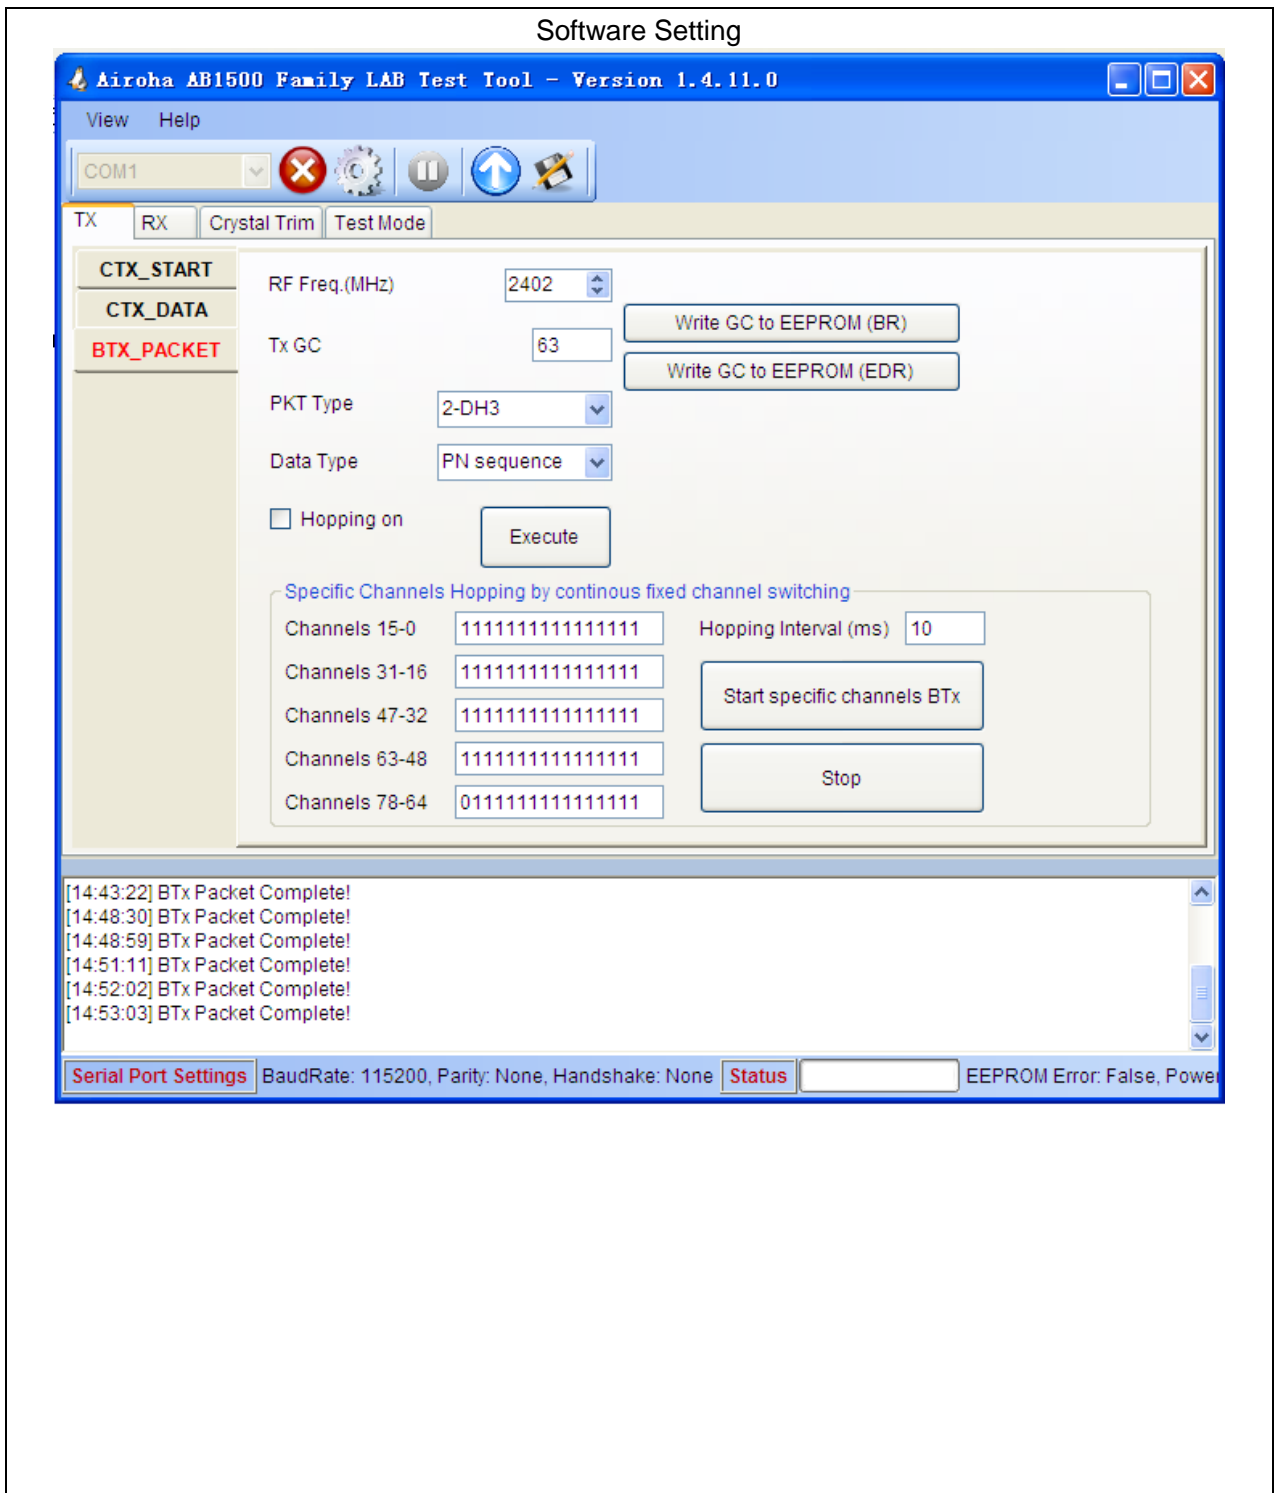 Software Setting
Airoha AB1500 Family LAB Test Tool - Version 1.4.11.0
View Help
COM1
TX RX Crystal Trim Test Mode
CTX_START
CTX_DATA
BTX_PACKET
RF Freq.(MHz) 2402
Write GC to EEPROM (BR)
Tx GC 63
Write GC to EEPROM (EDR)
PKT Type 2-DH3
Data Type PN sequence
Hopping on Execute
Specific Channels Hopping by continous fixed channel switching
Channels 15-0 1111111111111111 Hopping Interval (ms) 10
Channels 31-16 1111111111111111
Start specific channels BTx
Channels 47-32 1111111111111111
Channels 63-48 1111111111111111
Stop
Channels 78-64 0111111111111111
[14:43:22] BTx Packet Complete!
[14:48:30] BTx Packet Complete!
[14:48:59] BTx Packet Complete!
[14:51:11] BTx Packet Complete!
[14:52:02] BTx Packet Complete!
[14:53:03] BTx Packet Complete!
Serial Port Settings BaudRate: 115200, Parity: None, Handshake: None Status EEPROM Error: False, Power